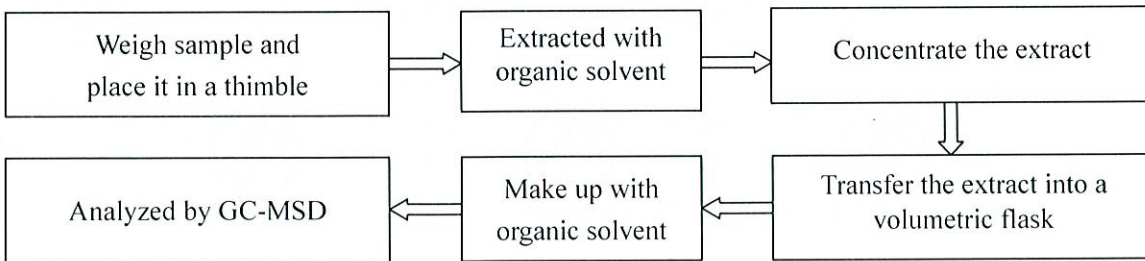 Weigh sample and
place it in a thimble
Extracted with
organic solvent
Concentrate the extract
Transfer the extract into a
volumetric flask
Make up with
organic solvent
Analyzed by GC-MSD